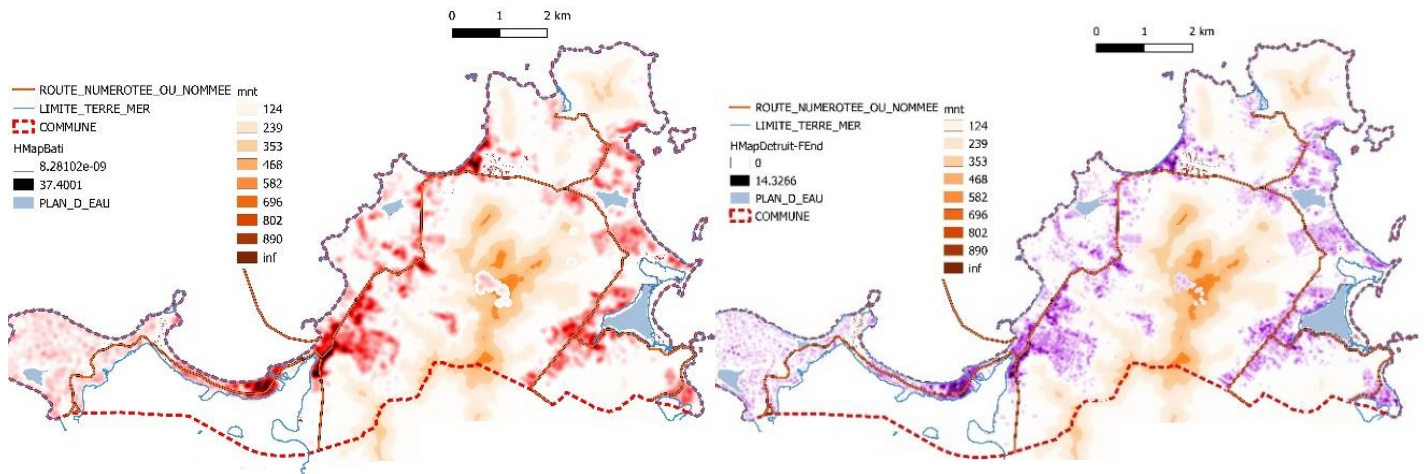 0 1 2 km
ROUTE_NUMEROTEE_OU_NOMMEE
LIMITE_TERRE_MER
COMMUNE
HMapBati
8.28102e-09
37.4001
PLAN_D_EAU
mnt
124
239
353
468
582
696
802
890
inf
0 1 2 km
ROUTE_NUMEROTEE_OU_NOMMEE
LIMITE_TERRE_MER
HMapDetruit-FEnd
0
14.3266
PLAN_D_EAU
COMMUNE
mnt
124
239
353
468
582
696
802
890
inf